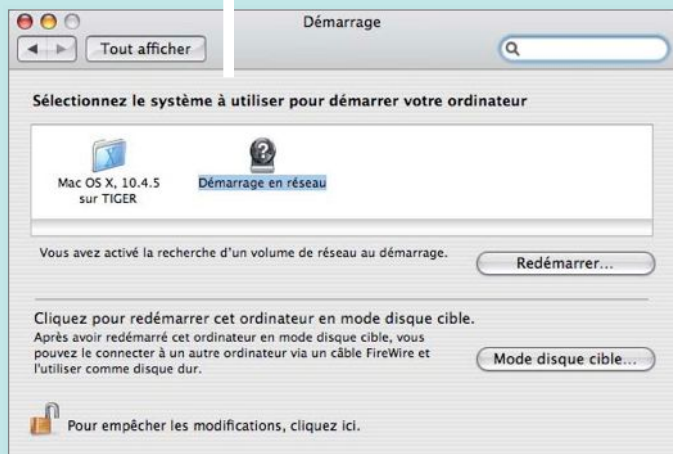 Démarrage
Tout afficher
Sélectionnez le système à utiliser pour démarrer votre ordinateur
Mac OS X, 10.4.5
sur TIGER
Démarrage en réseau
Vous avez activé la recherche d'un volume de réseau au démarrage.
Redémarrer...
Cliquez pour redémarrer cet ordinateur en mode disque cible.
Après avoir redémarré cet ordinateur en mode disque cible, vous
pouvez le connecter à un autre ordinateur via un câble FireWire et
l'utiliser comme disque dur.
Mode disque cible...
Pour empêcher les modifications, cliquez ici.